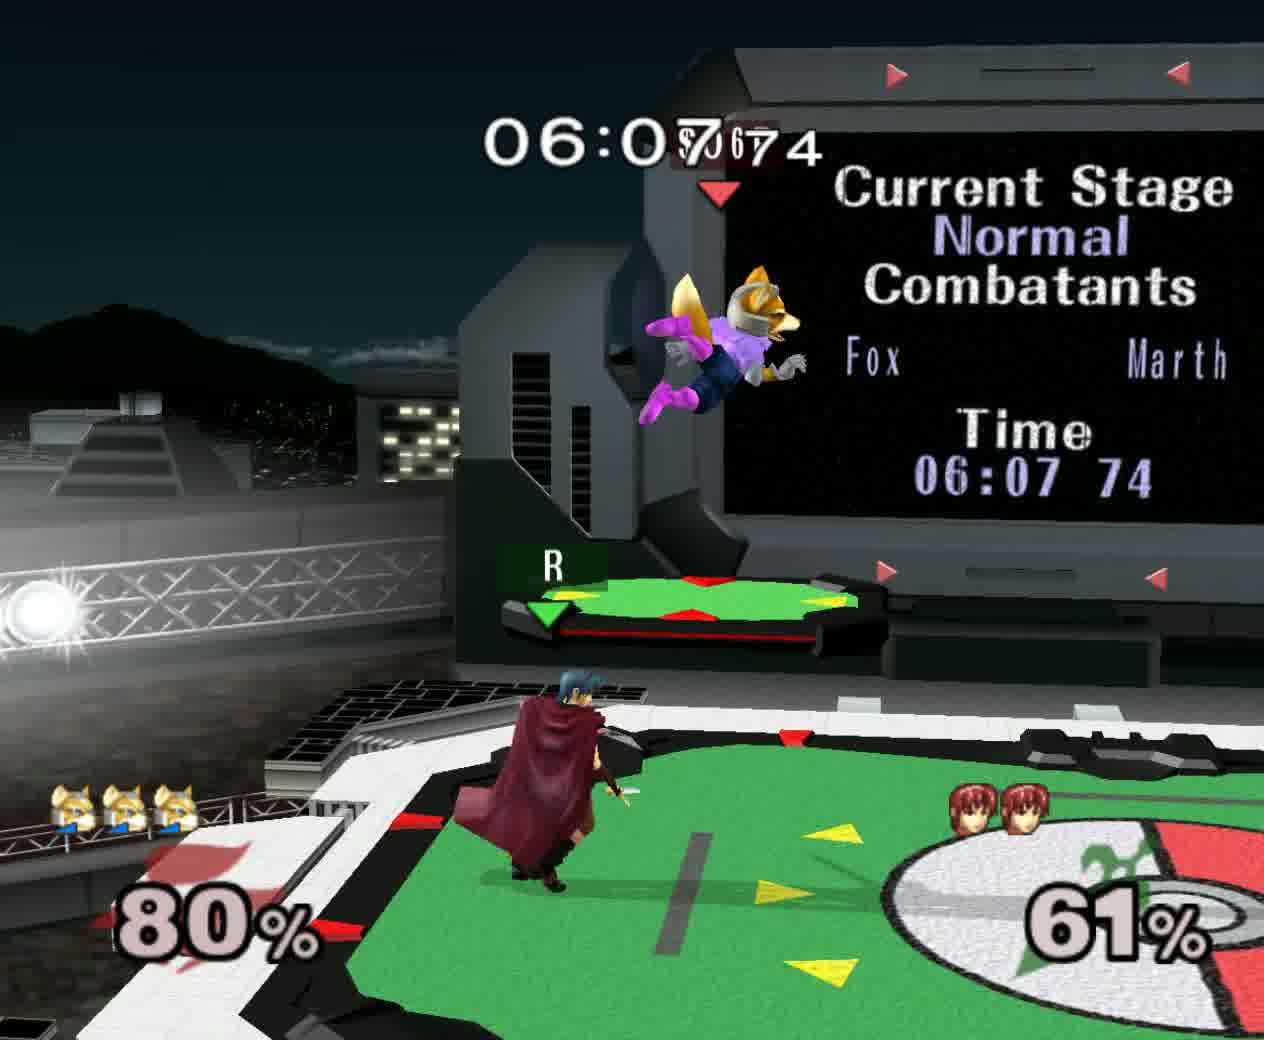 06:07 74
Current Stage
Normal
Combatants
Fox Marth
Time
06:07 74
R
80%
61%